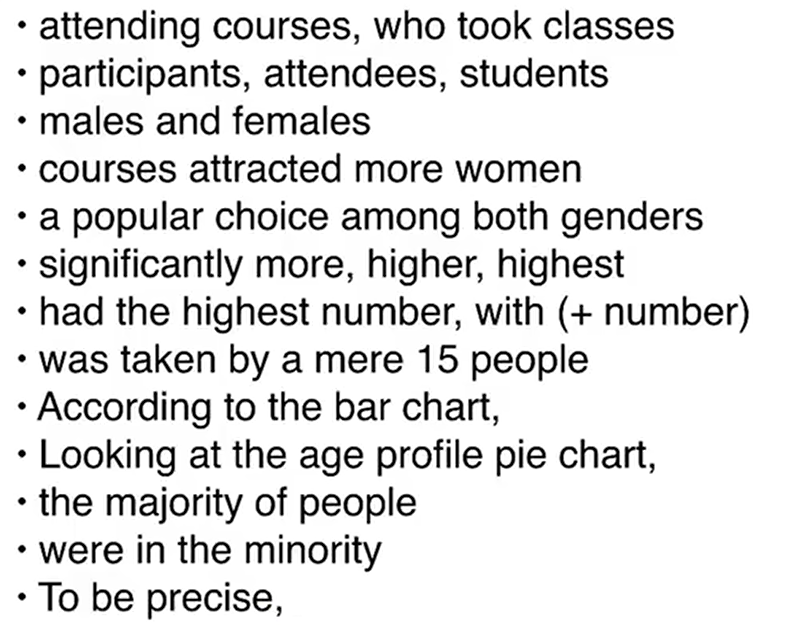 • attending courses, who took classes
• participants, attendees, students
• males and females
• courses attracted more women
• a popular choice among both genders
• significantly more, higher, highest
• had the highest number, with (+ number)
• was taken by a mere 15 people
• According to the bar chart,
• Looking at the age profile pie chart,
• the majority of people
• were in the minority
• To be precise,